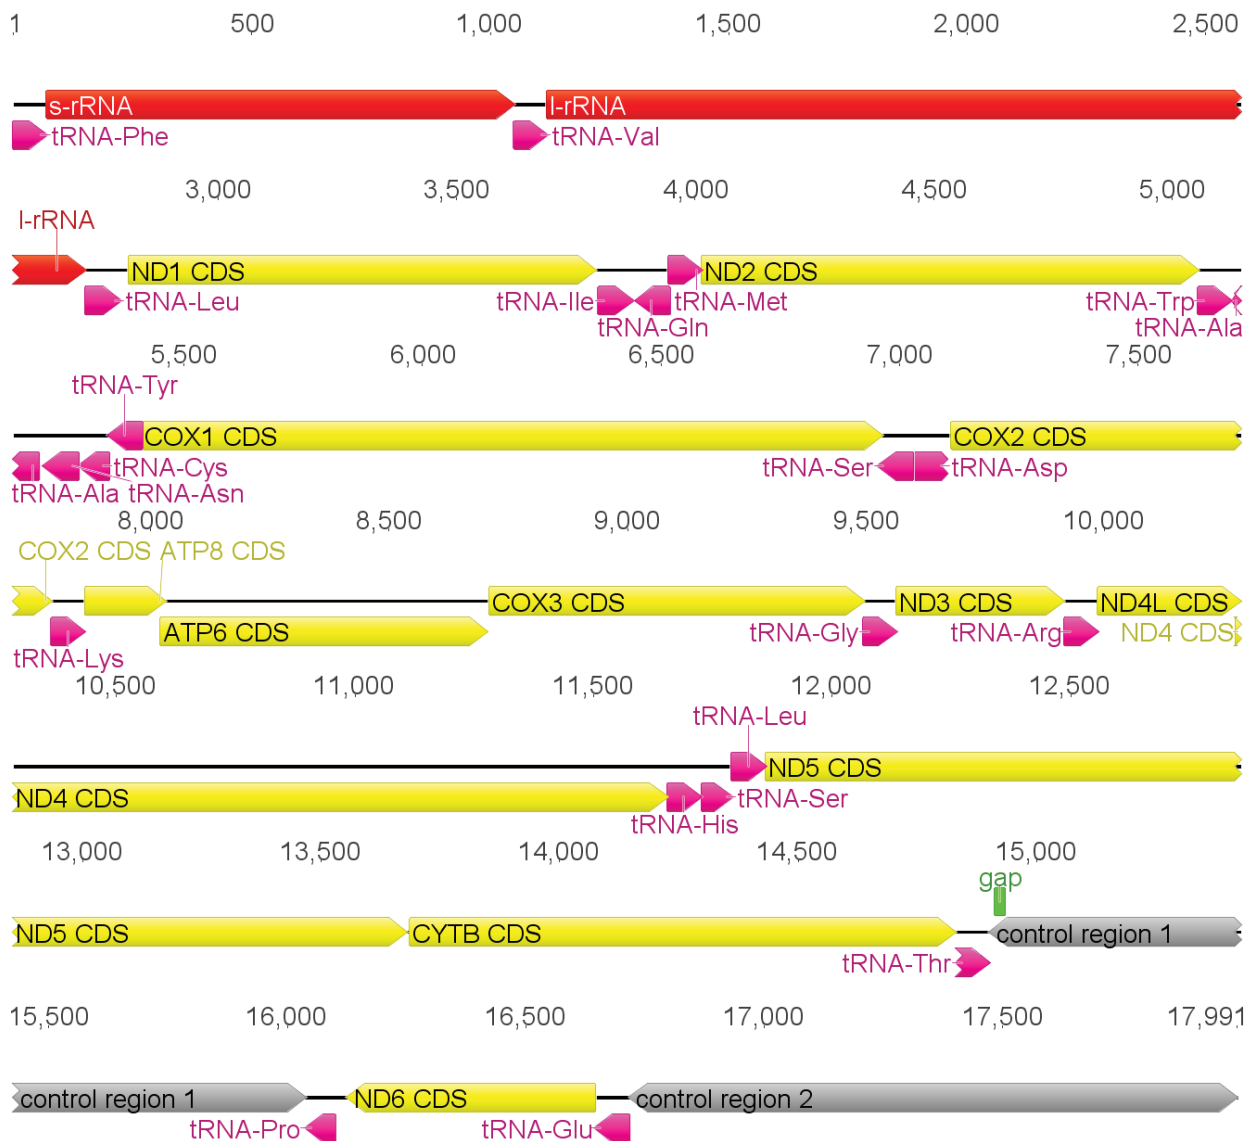 1 500 1,000 1,500 2,000 2,500
s-rRNA l-rRNA
tRNA-Phe tRNA-Val
3,000 3,500 4,000 4,500 5,000
l-rRNA
ND1 CDS ND2 CDS
tRNA-Leu tRNA-Ile tRNA-Met tRNA-Trp
tRNA-Gln tRNA-Ala
5,500 6,000 6,500 7,000 7,500
tRNA-Tyr
COX1 CDS COX2 CDS
tRNA-Cys tRNA-Ser tRNA-Asp
tRNA-Ala tRNA-Asn
8,000 8,500 9,000 9,500 10,000
COX2 CDS ATP8 CDS
COX3 CDS ND3 CDS ND4L CDS
ATP6 CDS tRNA-Gly tRNA-Arg ND4 CDS
tRNA-Lys
10,500 11,000 11,500 12,000 12,500
tRNA-Leu
ND5 CDS
ND4 CDS tRNA-Ser
tRNA-His
13,000 13,500 14,000 14,500 15,000
gap
ND5 CDS CYTB CDS control region 1
tRNA-Thr
15,500 16,000 16,500 17,000 17,500 17,991
control region 1 ND6 CDS control region 2
tRNA-Pro tRNA-Glu